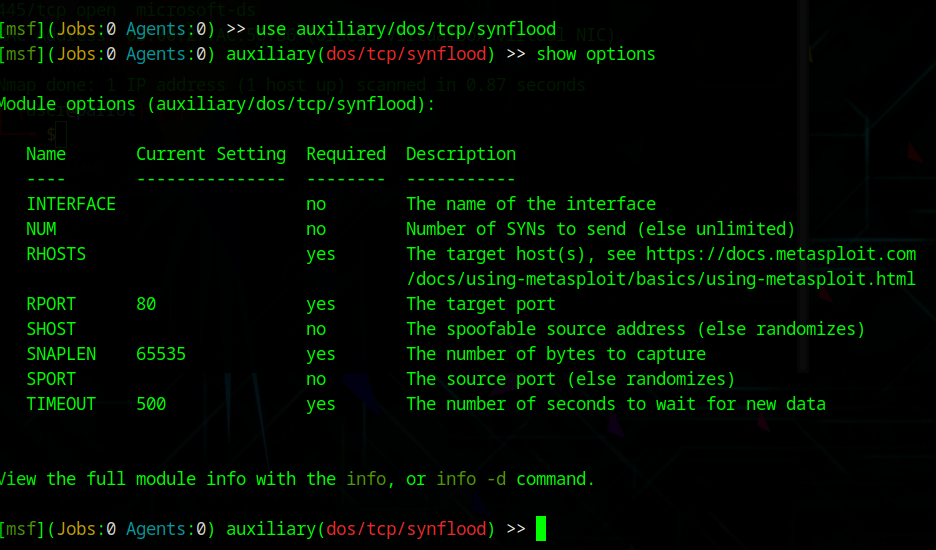 445/tcp open  microsoft-ds
[msf](Jobs:0 Agents:0) >> use auxiliary/dos/tcp/synflood
NIC)
[msf](Jobs:0 Agents:0) auxiliary(dos/tcp/synflood) >> show options
Nmap done: 1 IP address (1 host up) scanned in 0.87 seconds
Module options (auxiliary/dos/tcp/synflood):
$
Name       Current Setting  Required  Description
----       ---------------  --------  -----------
INTERFACE                   no        The name of the interface
NUM                         no        Number of SYNs to send (else unlimited)
RHOSTS                      yes       The target host(s), see https://docs.metasploit.com
/docs/using-metasploit/basics/using-metasploit.html
RPORT      80               yes       The target port
SHOST                       no        The spoofable source address (else randomizes)
SNAPLEN    65535            yes       The number of bytes to capture
SPORT                       no        The source port (else randomizes)
TIMEOUT    500              yes       The number of seconds to wait for new data
View the full module info with the info, or info -d command.
[msf](Jobs:0 Agents:0) auxiliary(dos/tcp/synflood) >>